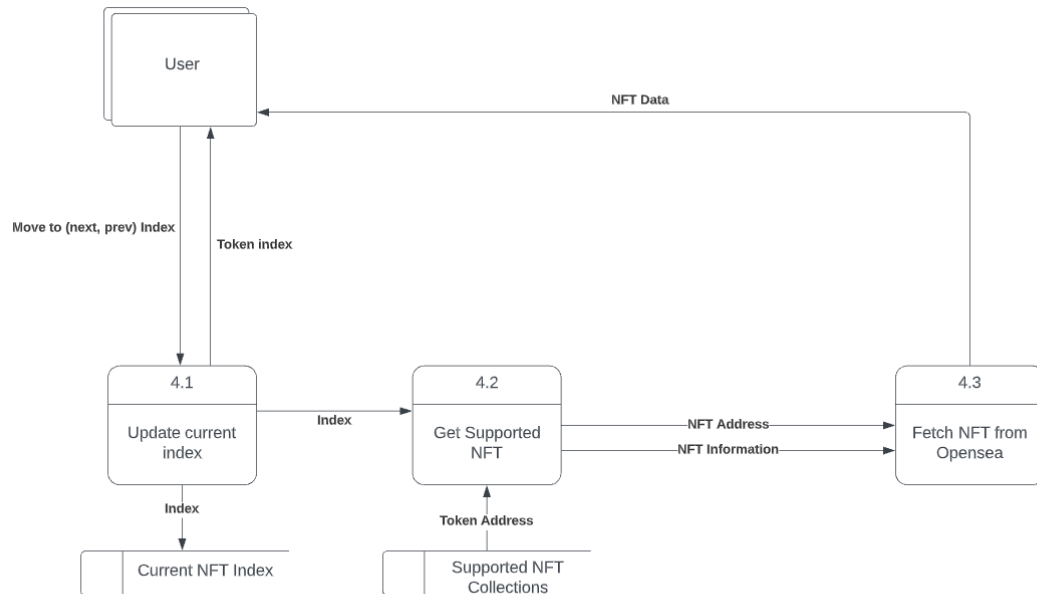 User
NFT Data
Move to (next, prev) Index
Token index
4.1
Update current
index
Index
4.2
Get Supported
NFT
NFT Address
NFT Information
4.3
Fetch NFT from
Opensea
Index
Current NFT Index
Token Address
Supported NFT
Collections